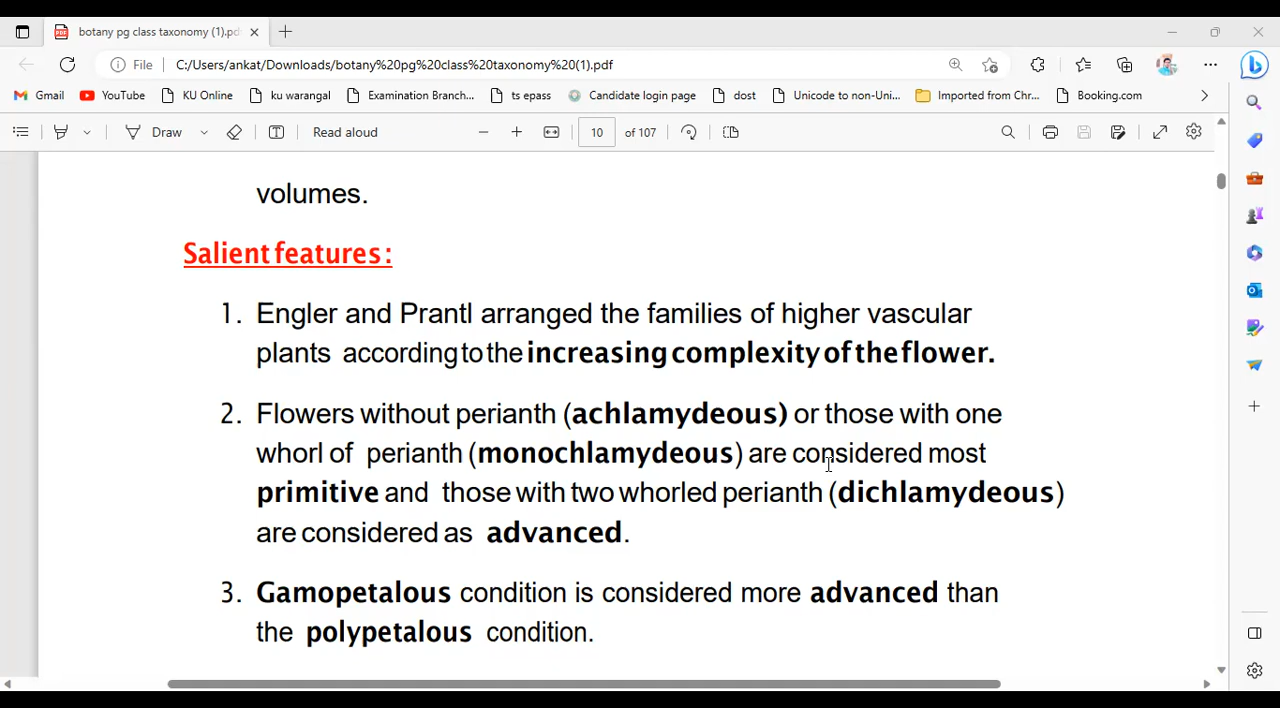 botany pg class taxonomy (1).pd
File C:/Users/ankat/Downloads/botany%20pg%20class%20taxonomy%20(1).pdf
Gmail YouTube KU Online ku warangal Examination Branch... ts epass Candidate login page dost Unicode to non-Uni... Imported from Chr... Booking.com
Draw Read aloud 10 of 107
volumes.
Salient features :
1. Engler and Prantl arranged the families of higher vascular
plants according to the increasing complexity of the flower.
2. Flowers without perianth (achlamydeous) or those with one
whorl of perianth (monochlamydeous) are considered most
primitive and those with two whorled perianth (dichlamydeous)
are considered as advanced.
3. Gamopetalous condition is considered more advanced than
the polypetalous condition.